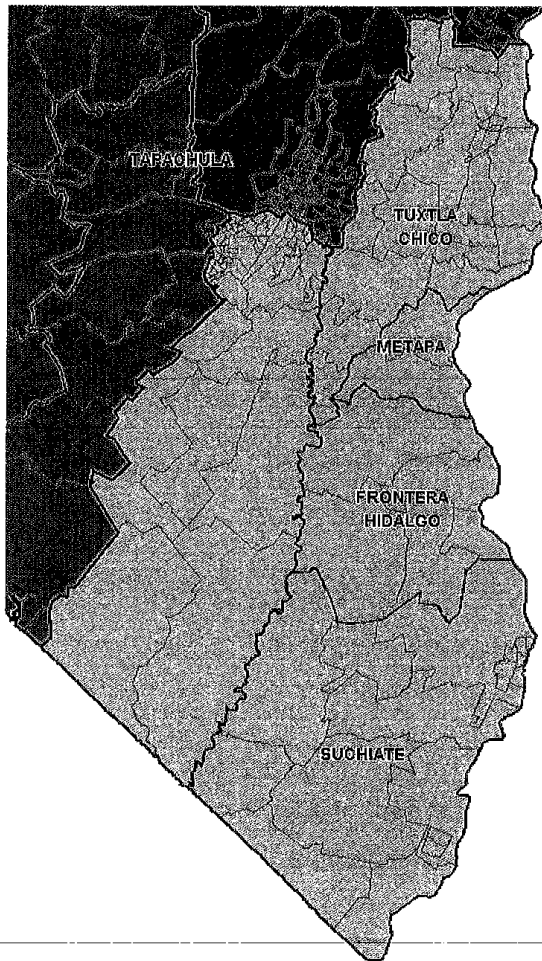 TAPACHULA
TUXTLA
CHICO
METAPA
FRONTERA
HIDALGO
SUCHIATE